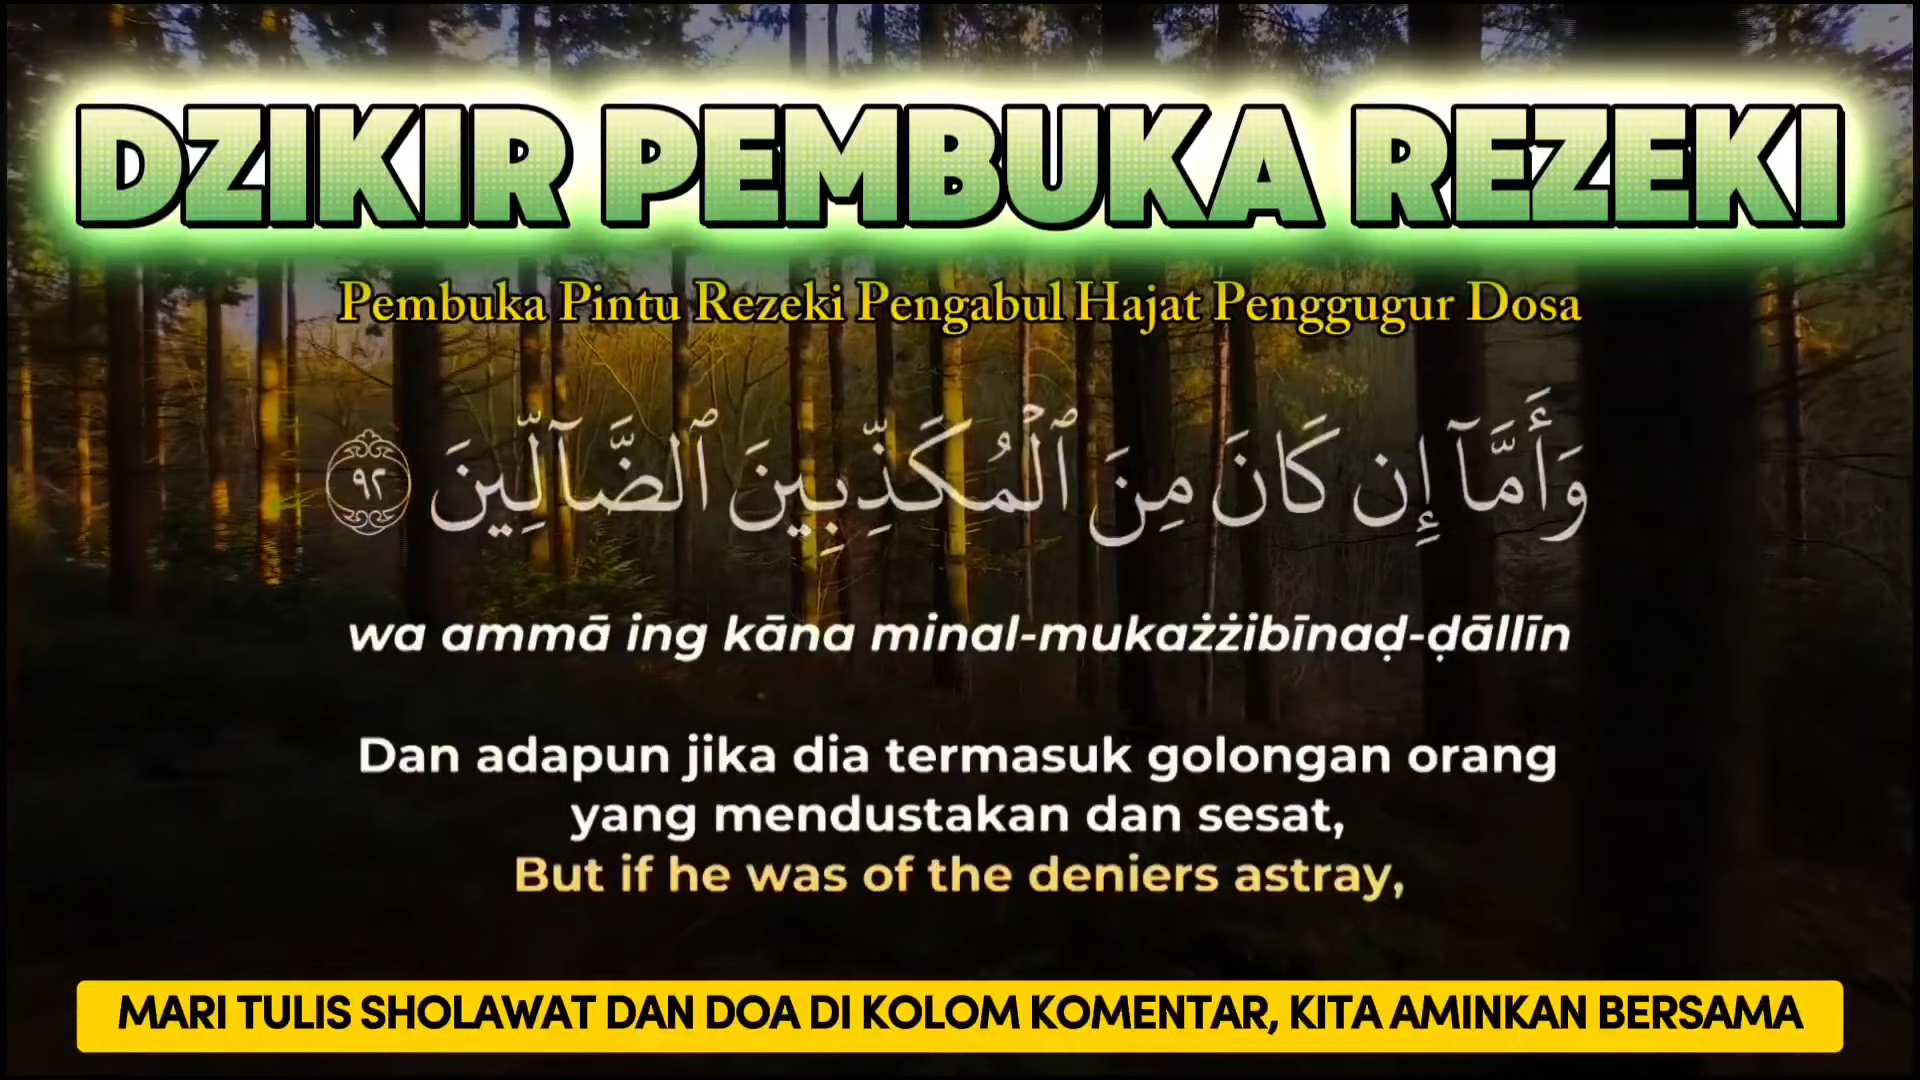 DZIKIR PEMBUKA REZEKI
Pembuka Pintu Rezeki Pengabul Hajat Penggugur Dosa
وَأَمَّآ إِن كَانَ مِنَ ٱلْمُكَذِّبِينَ ٱلضَّآلِّينَ ٩٢
wa ammā ing kāna minal-mukażżibīnaḍ-ḍāllīn
Dan adapun jika dia termasuk golongan orang
yang mendustakan dan sesat,
But if he was of the deniers astray,
MARI TULIS SHOLAWAT DAN DOA DI KOLOM KOMENTAR, KITA AMINKAN BERSAMA